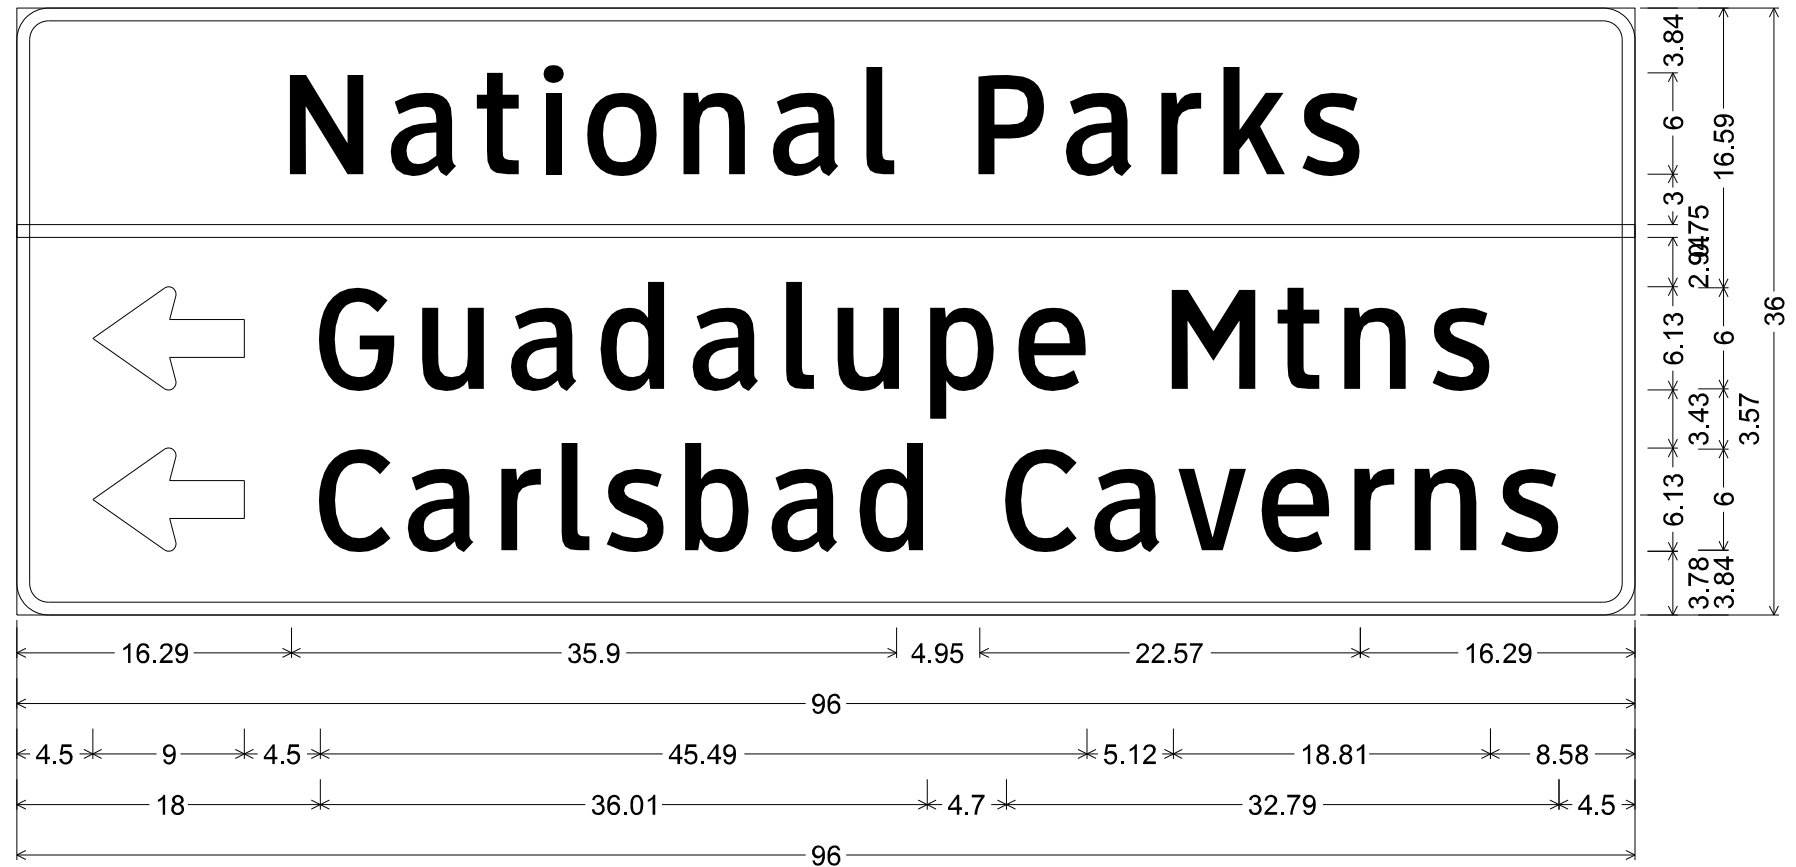 National Parks
Guadalupe Mtns
Carlsbad Caverns
3.84
6
3
2.94
.75
6.13
3.43
6.13
3.78
16.59
6
3.57
6
3.84
36
16.29 35.9 4.95 22.57 16.29
96
4.5 9 4.5 45.49 5.12 18.81 8.58
18 36.01 4.7 32.79 4.5
96